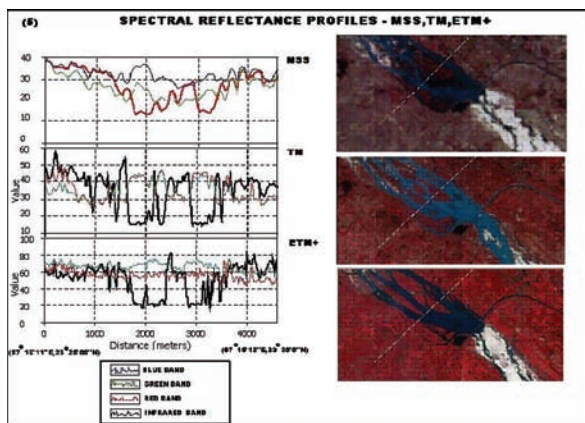 (5) SPECTRAL REFLECTANCE PROFILES - MSS,TM,ETM+
MSS
40
30
20
10
0
TM
60
50
40
30
20
10
Value
ETM+
100
80
60
40
20
0
Value
0 1000 2000 3000 4000
Distance (meters)
BLUE BAND
GREEN BAND
RED BAND
INFRARED BAND